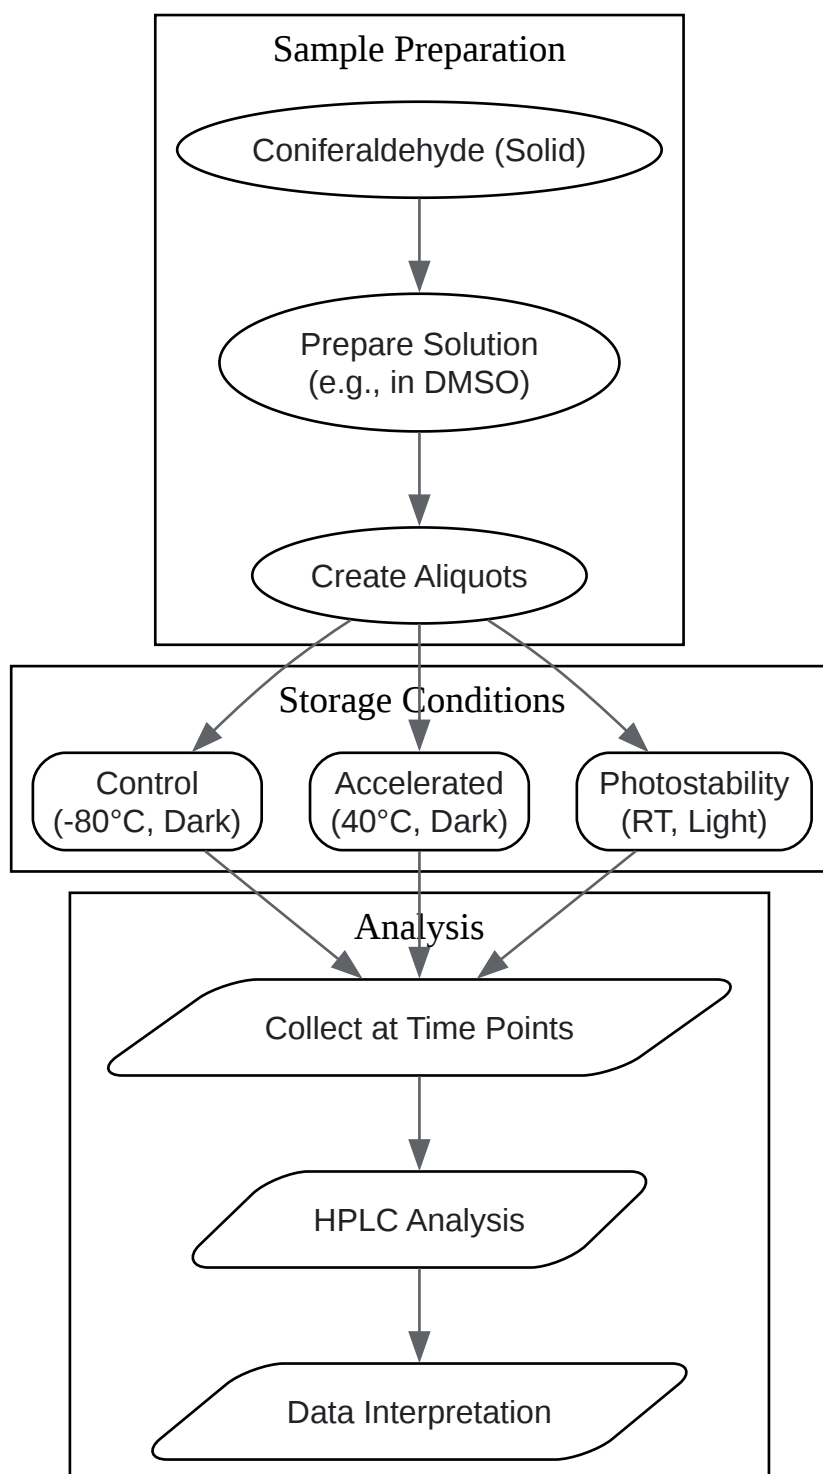 Sample Preparation
Coniferaldehyde (Solid)
Prepare Solution
(e.g., in DMSO)
Create Aliquots
Storage Conditions
Control
(-80°C, Dark)
Accelerated
(40°C, Dark)
Photostability
(RT, Light)
Analysis
Collect at Time Points
HPLC Analysis
Data Interpretation